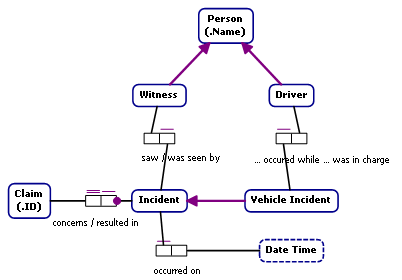 Person
(.Name)
Witness
Driver
saw / was seen by
... occured while ... was in charge
Claim
(.ID)
Incident
Vehicle Incident
concerns / resulted in
Date Time
occurred on